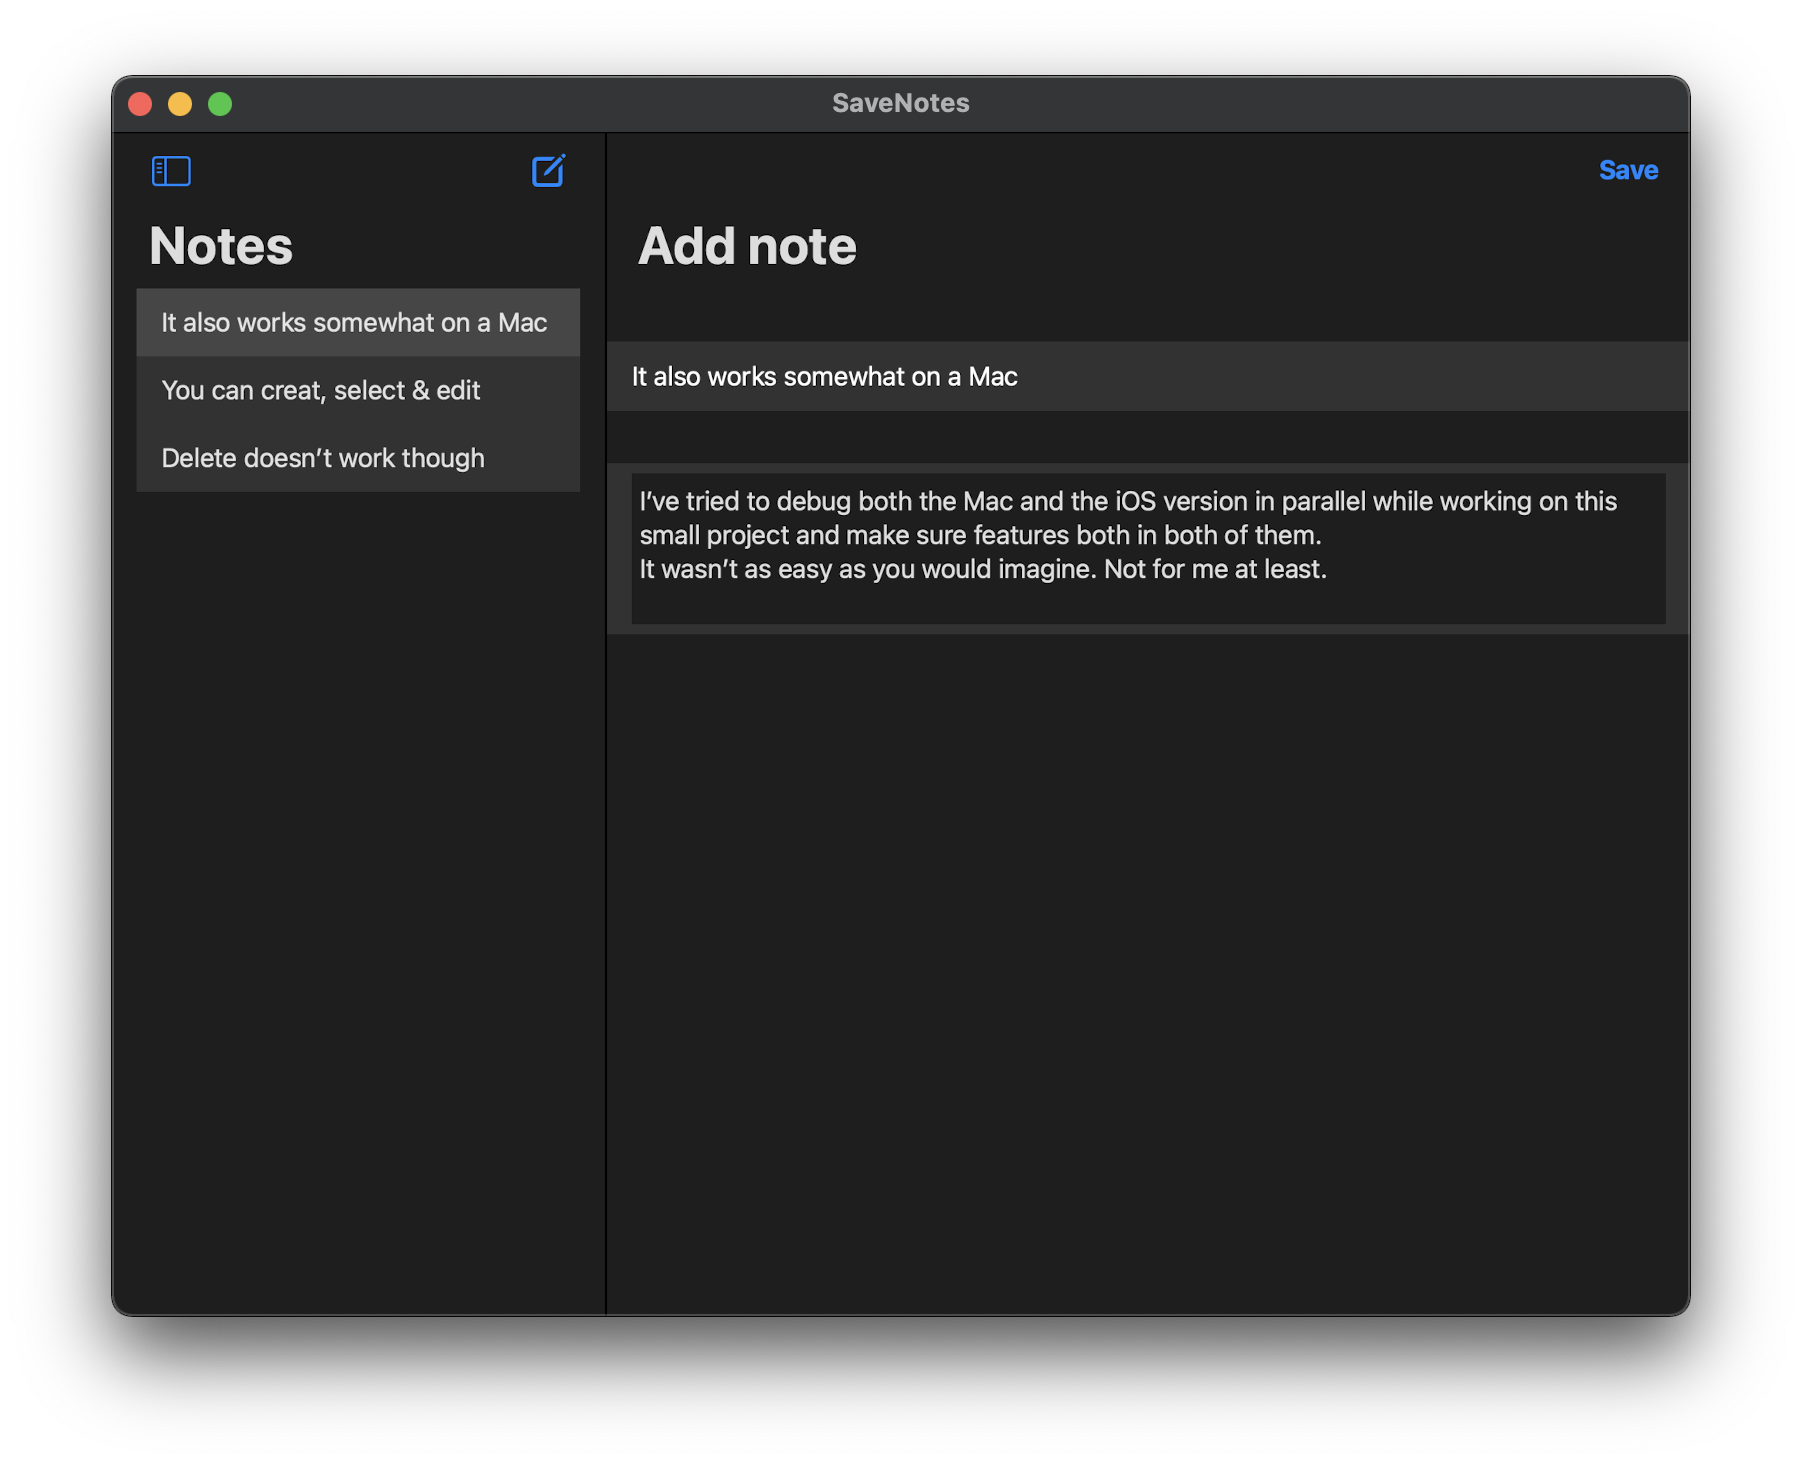 SaveNotes
Save
Notes
It also works somewhat on a Mac
You can creat, select & edit
Delete doesn’t work though
Add note
It also works somewhat on a Mac
I’ve tried to debug both the Mac and the iOS version in parallel while working on this
small project and make sure features both in both of them.
It wasn’t as easy as you would imagine. Not for me at least.